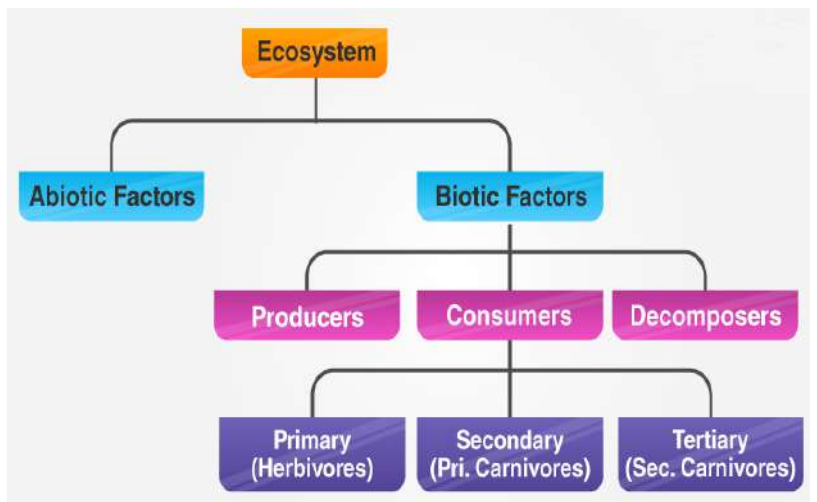 Ecosystem
Abiotic Factors
Biotic Factors
Producers
Consumers
Decomposers
Primary
(Herbivores)
Secondary
(Pri. Carnivores)
Tertiary
(Sec. Carnivores)